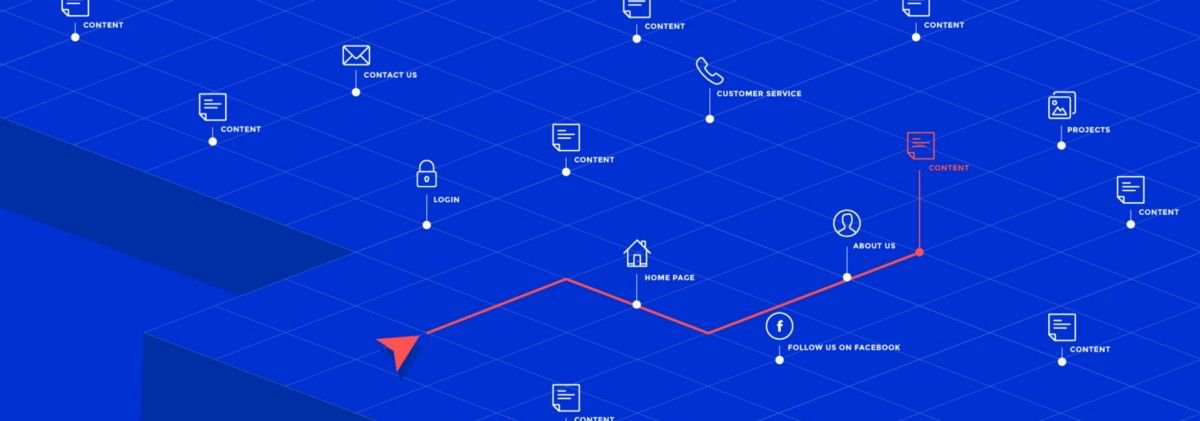 CONTENT
CONTENT
CONTENT
CONTACT US
CUSTOMER SERVICE
CONTENT
PROJECTS
CONTENT
CONTENT
LOGIN
CONTENT
ABOUT US
HOME PAGE
f
FOLLOW US ON FACEBOOK
CONTENT
CONTENT